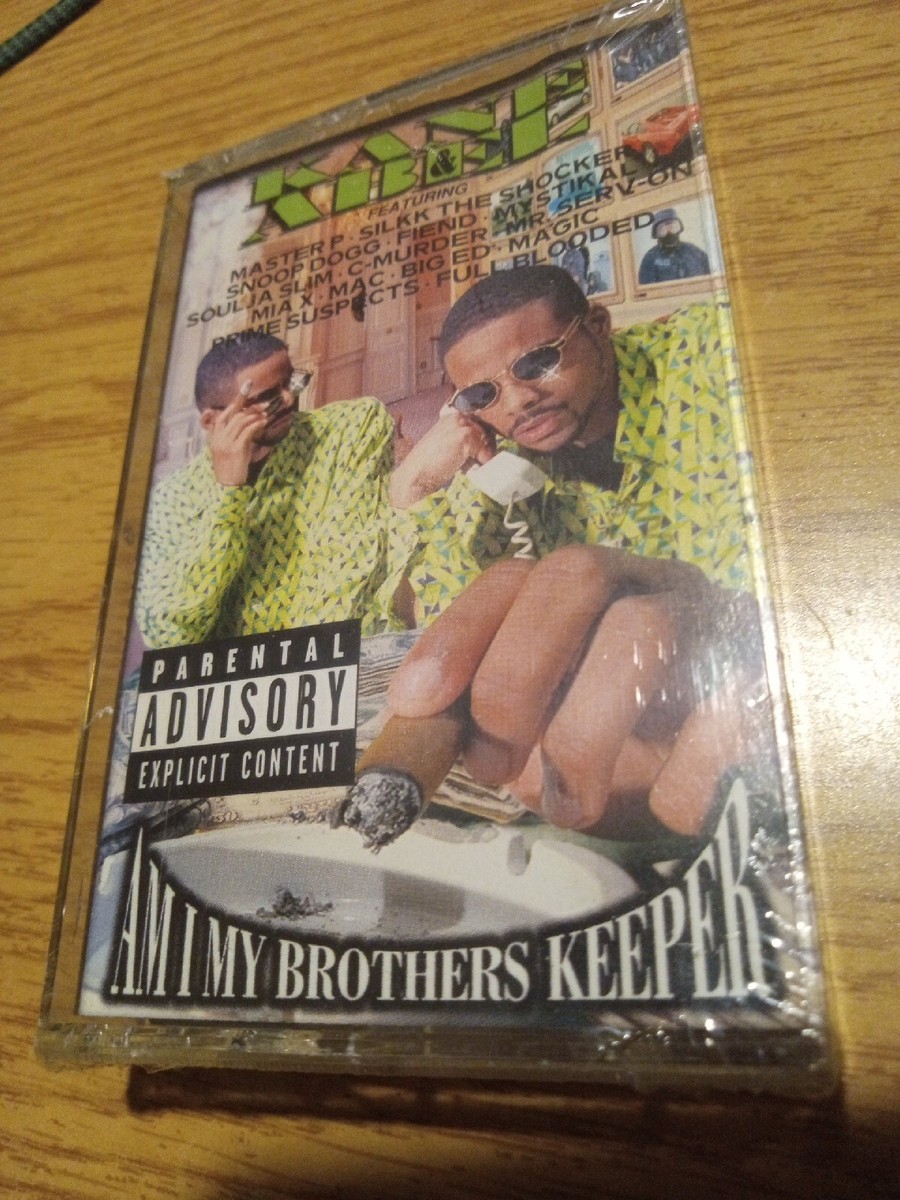 KANE
& ABEL
FEATURING
MASTER P · SILKK THE SHOCKER
SNOOP DOGG · FIEND · MYSTIKAL
SOULJA SLIM · C-MURDER · MR. SERV-ON
MIA X · MAC · BIG ED · MAGIC
PRIME SUSPECTS · FULL BLOODED
PARENTAL
ADVISORY
EXPLICIT CONTENT
AM I MY BROTHERS KEEPER